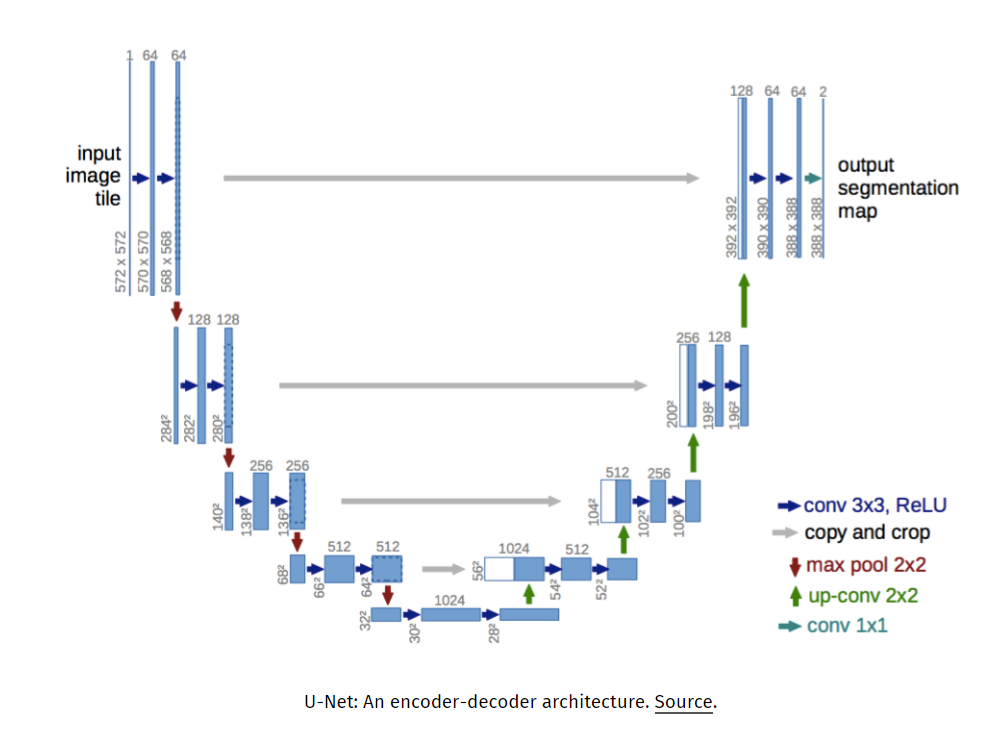 1 64 64
128 64 64 2
input
image
tile
output
segmentation
map
572 x 572
570 x 570
568 x 568
392 x 392
390 x 390
388 x 388
388 x 388
128 128
256 128
284²
282²
280²
200²
198²
196²
256 256
512 256
140²
138²
136²
104²
102²
100²
conv 3x3, ReLU
copy and crop
max pool 2x2
up-conv 2x2
conv 1x1
512 512
1024 512
68²
66²
64²
56²
54²
52²
1024
32²
30²
28²
U-Net: An encoder-decoder architecture. Source.